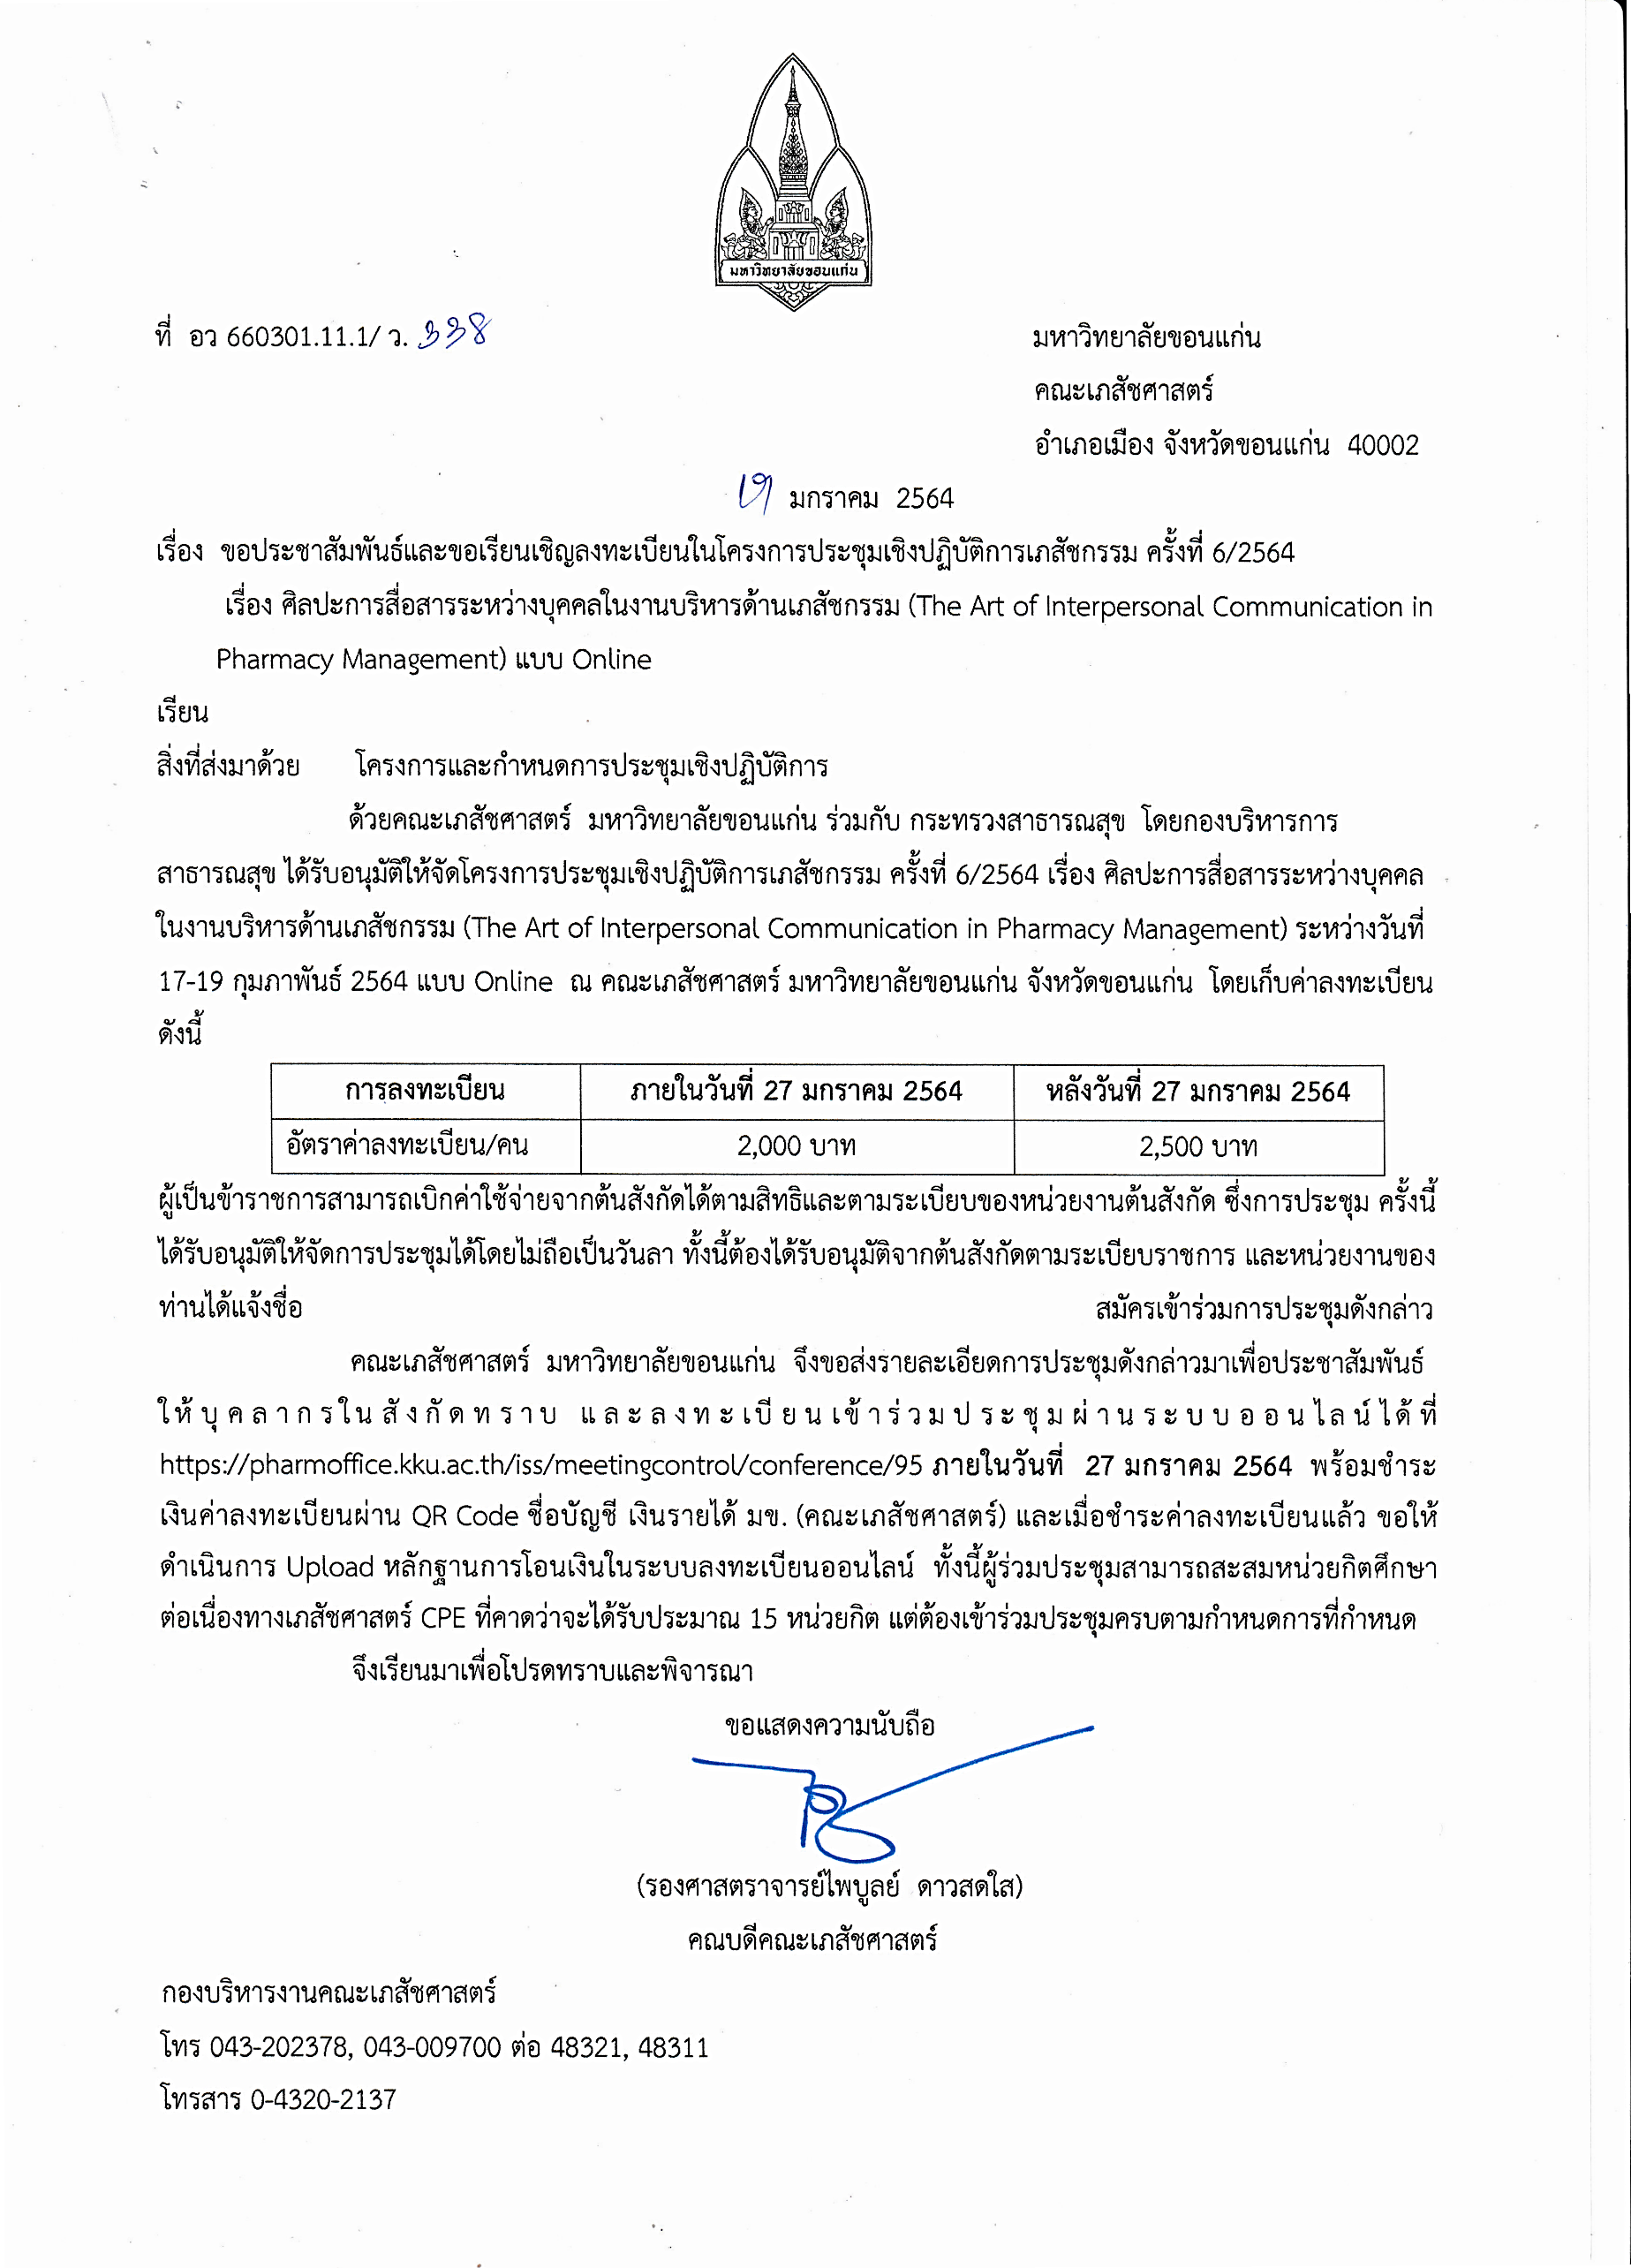 มหาวิทยาลัยขอนแก่น
ที่ อว 660301.11.1/ ว. 338
มหาวิทยาลัยขอนแก่น
คณะเภสัชศาสตร์
อำเภอเมือง จังหวัดขอนแก่น 40002
มกราคม 2564
เรื่อง ขอประชาสัมพันธ์และขอเรียนเชิญลงทะเบียนในโครงการประชุมเชิงปฏิบัติการเภสัชกรรม ครั้งที่ 6/2564
เรื่อง ศิลปะการสื่อสารระหว่างบุคคลในงานบริหารด้านเภสัชกรรม (The Art of Interpersonal Communication in
Pharmacy Management) แบบ Online
เรียน
สิ่งที่ส่งมาด้วย โครงการและกำหนดการประชุมเชิงปฏิบัติการ
ด้วยคณะเภสัชศาสตร์ มหาวิทยาลัยขอนแก่น ร่วมกับ กระทรวงสาธารณสุข โดยกองบริหารการ
สาธารณสุข ได้รับอนุมัติให้จัดโครงการประชุมเชิงปฏิบัติการเภสัชกรรม ครั้งที่ 6/2564 เรื่อง ศิลปะการสื่อสารระหว่างบุคคล
ในงานบริหารด้านเภสัชกรรม (The Art of Interpersonal Communication in Pharmacy Management) ระหว่างวันที่
17-19 กุมภาพันธ์ 2564 แบบ Online ณ คณะเภสัชศาสตร์ มหาวิทยาลัยขอนแก่น จังหวัดขอนแก่น โดยเก็บค่าลงทะเบียน
ดังนี้
การลงทะเบียน ภายในวันที่ 27 มกราคม 2564 หลังวันที่ 27 มกราคม 2564
อัตราค่าลงทะเบียน/คน 2,000 บาท 2,500 บาท
ผู้เป็นข้าราชการสามารถเบิกค่าใช้จ่ายจากต้นสังกัดได้ตามสิทธิและตามระเบียบของหน่วยงานต้นสังกัด ซึ่งการประชุม ครั้งนี้
ได้รับอนุมัติให้จัดการประชุมได้โดยไม่ถือเป็นวันลา ทั้งนี้ต้องได้รับอนุมัติจากต้นสังกัดตามระเบียบราชการ และหน่วยงานของ
ท่านได้แจ้งชื่อ สมัครเข้าร่วมการประชุมดังกล่าว
คณะเภสัชศาสตร์ มหาวิทยาลัยขอนแก่น จึงขอส่งรายละเอียดการประชุมดังกล่าวมาเพื่อประชาสัมพันธ์
ให้บุคลากรในสังกัดทราบ และลงทะเบียนเข้าร่วมประชุมผ่านระบบออนไลน์ได้ที่
https://pharmoffice.kku.ac.th/iss/meetingcontrol/conference/95 ภายในวันที่ 27 มกราคม 2564 พร้อมชำระ
เงินค่าลงทะเบียนผ่าน QR Code ชื่อบัญชี เงินรายได้ มข. (คณะเภสัชศาสตร์) และเมื่อชำระค่าลงทะเบียนแล้ว ขอให้
ดำเนินการ Upload หลักฐานการโอนเงินในระบบลงทะเบียนออนไลน์ ทั้งนี้ผู้ร่วมประชุมสามารถสะสมหน่วยกิตศึกษา
ต่อเนื่องทางเภสัชศาสตร์ CPE ที่คาดว่าจะได้รับประมาณ 15 หน่วยกิต แต่ต้องเข้าร่วมประชุมครบตามกำหนดการที่กำหนด
จึงเรียนมาเพื่อโปรดทราบและพิจารณา
ขอแสดงความนับถือ
(รองศาสตราจารย์ไพบูลย์ ดาวสดใส)
คณบดีคณะเภสัชศาสตร์
กองบริหารงานคณะเภสัชศาสตร์
โทร 043-202378, 043-009700 ต่อ 48321, 48311
โทรสาร 0-4320-2137